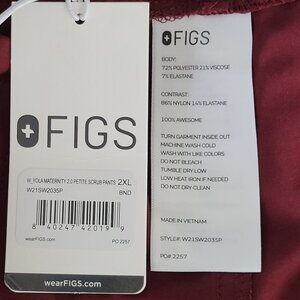 FIGS
W YOLA MATERNITY 2.0 PETITE SCRUB PANTS 2XL
W21SW2035P BND
8 40247 42019 9
wearFIGS.com PO 2257
FIGS
BODY:
72% POLYESTER 21% VISCOSE
7% ELASTANE
CONTRAST:
86% NYLON 14% ELASTANE
100% AWESOME
TURN GARMENT INSIDE OUT
MACHINE WASH COLD
WASH WITH LIKE COLORS
DO NOT BLEACH
TUMBLE DRY LOW
LOW HEAT IRON IF NEEDED
DO NOT DRY CLEAN
MADE IN VIETNAM
STYLE#: W21SW2035P
PO#2257